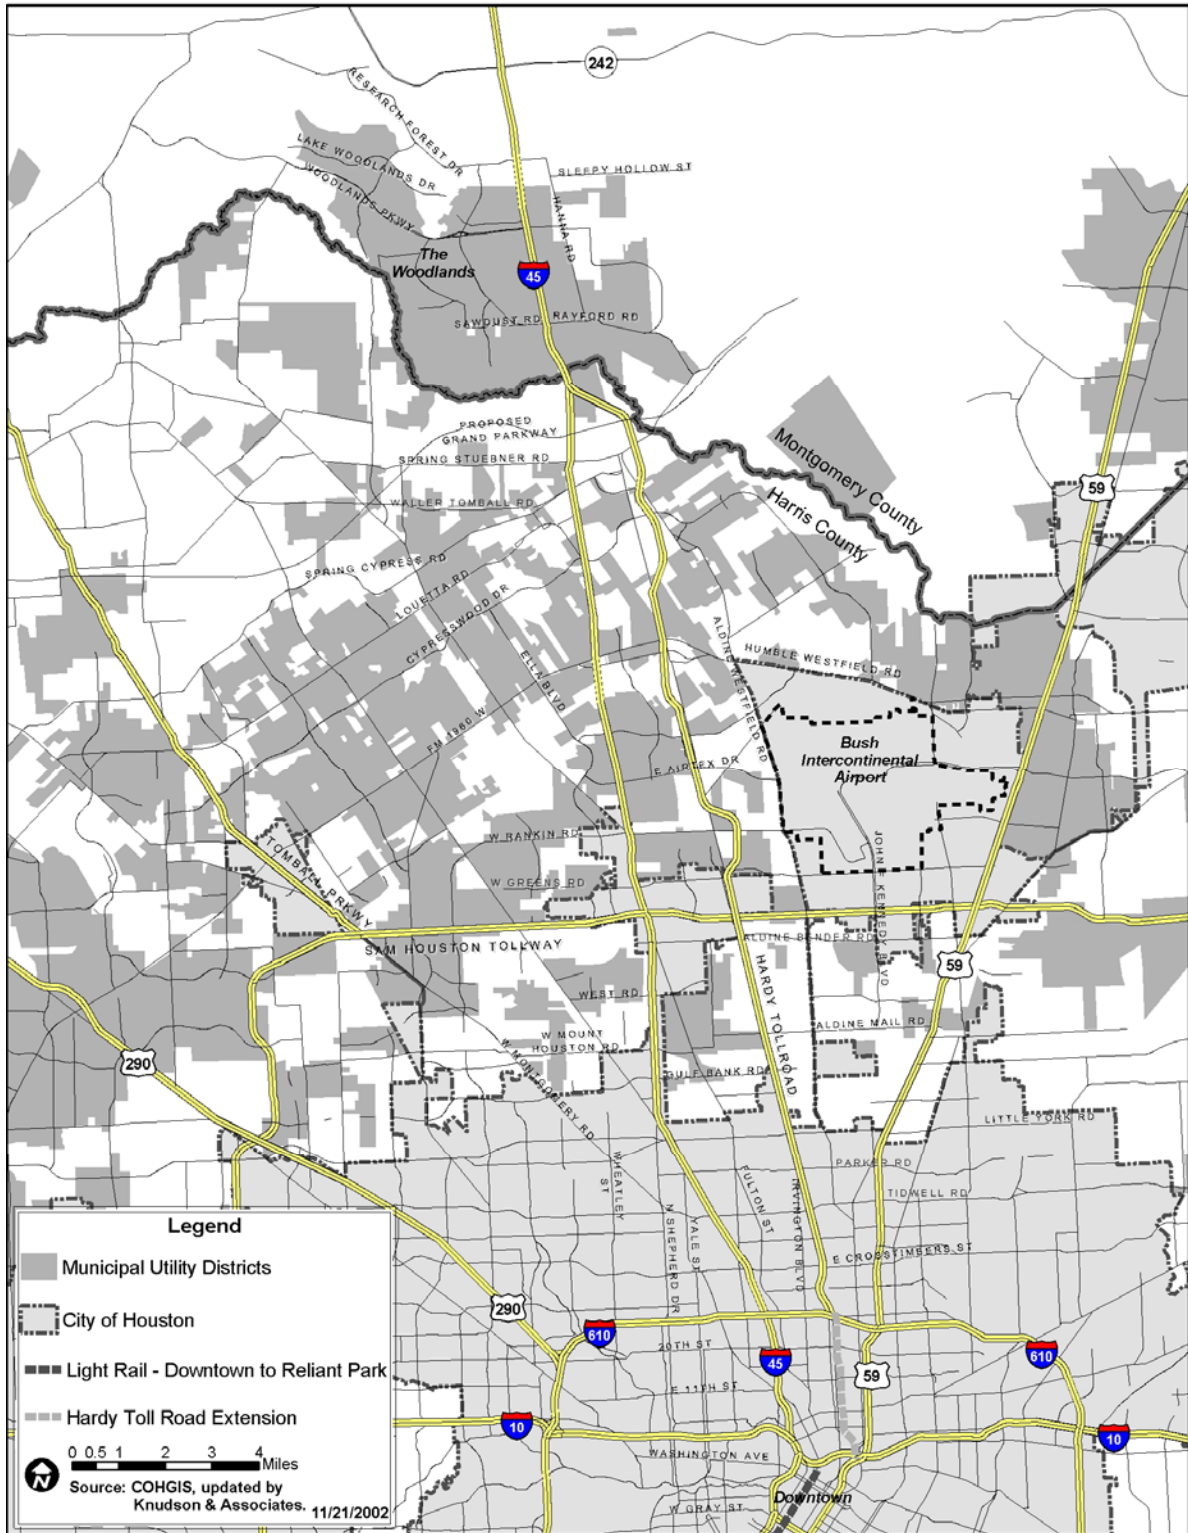 242
RESEARCH FOREST DR
LAKE WOODLANDS DR
WOODLANDS PKWY
SLEEPY HOLLOW ST
HANNA RD
The
Woodlands
45
SAWDUST RD
RAYFORD RD
PROPOSED
GRAND PARKWAY
SPRING STUEBNER RD
WALLER TOMBALL RD
Montgomery County
Harris County
59
SPRING CYPRESS RD
LOUETTA RD
CYPRESSWOOD DR
ELLA BLVD
FM 1960 W
ALDINE WESTFIELD RD
HUMBLE WESTFIELD RD
Bush
Intercontinental
Airport
E AIRTEX DR
W RANKIN RD
TOMBALL PRKWY
W GREENS RD
JOHN F KENNEDY BLVD
SAM HOUSTON TOLLWAY
ALDINE BENDER RD
59
HARDY TOLLROAD
WEST RD
W MOUNT
HOUSTON RD
ALDINE MAIL RD
290
W MONTGOMERY RD
GULF BANK RD
LITTLE YORK RD
PARKER RD
TIDWELL RD
WHEATLEY
ST
FULTON ST
IRVINGTON BLVD
N SHEPHERD DR
YALE ST
E CROSSTIMBERS ST
290
610
20TH ST
45
59
610
E 11TH ST
10
WASHINGTON AVE
10
Downtown
W GRAY ST
Legend
Municipal Utility Districts
City of Houston
Light Rail - Downtown to Reliant Park
Hardy Toll Road Extension
0 0.5 1 2 3 4
Miles
N
Source: COHGIS, updated by
Knudson & Associates.
11/21/2002